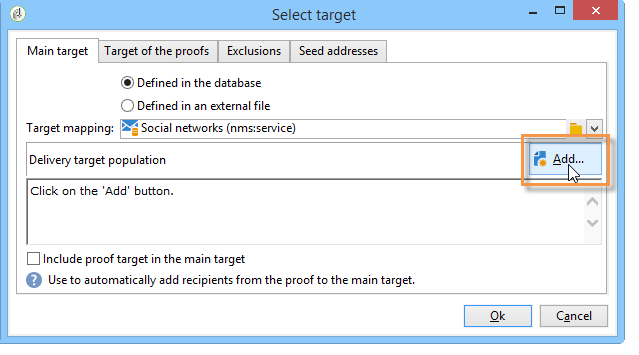 Select target
Main target Target of the proofs Exclusions Seed addresses
Defined in the database
Defined in an external file
Target mapping: Social networks (nms:service)
Delivery target population Add...
Click on the 'Add' button.
Include proof target in the main target
? Use to automatically add recipients from the proof to the main target.
Ok Cancel